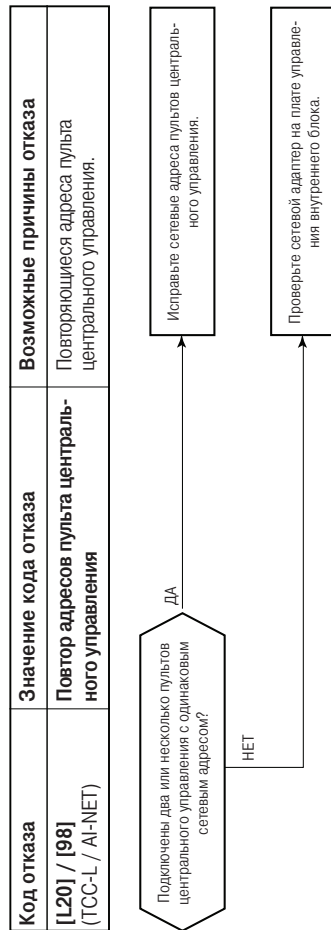 Код отказа
Значение кода отказа
Возможные причины отказа
[L20] / [98]
(TCC-L / AI-NET)
Повтор адресов пульта централь-
ного управления
Повторяющиеся адреса пульта
центрального управления.
Подключены два или несколько пультов
центрального управления с одинаковым
сетевым адресом?
ДА
Исправьте сетевые адреса пультов централь-
ного управления.
НЕТ
Проверьте сетевой адаптер на плате управле-
ния внутреннего блока.